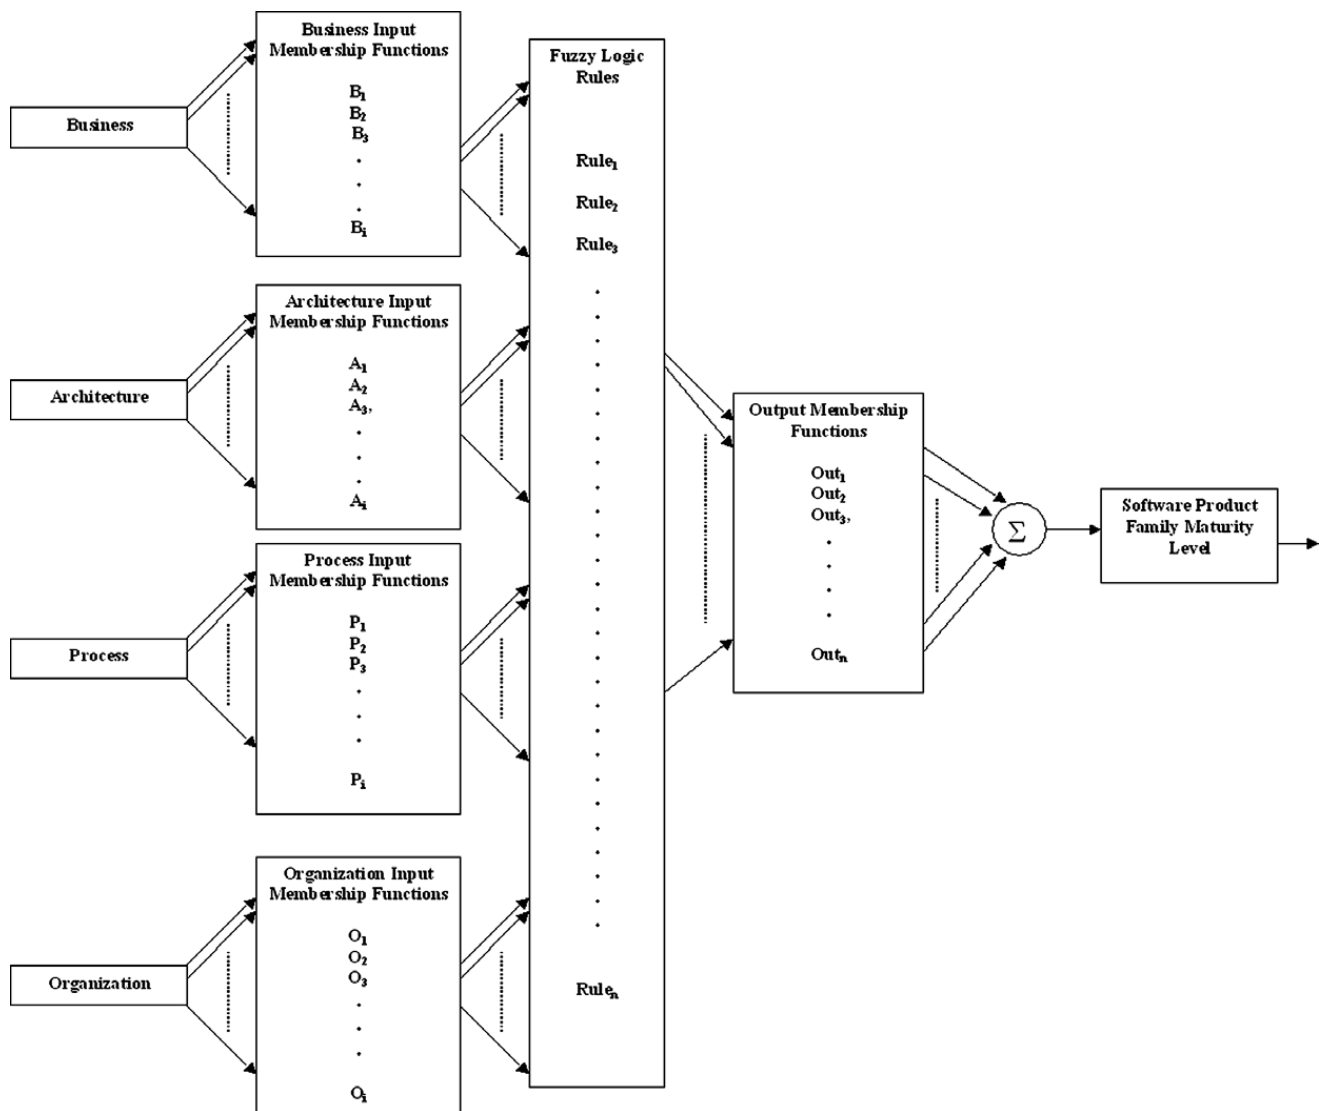 Business
Business Input
Membership Functions
B₁
B₂
B₃
.
.
.
Bᵢ
Architecture
Architecture Input
Membership Functions
A₁
A₂
A₃,
.
.
.
Aᵢ
Process
Process Input
Membership Functions
P₁
P₂
P₃
.
.
.
Pᵢ
Organization
Organization Input
Membership Functions
O₁
O₂
O₃
.
.
.
Oᵢ
Fuzzy Logic
Rules
Rule₁
Rule₂
Rule₃
Ruleₙ
Output Membership
Functions
Out₁
Out₂
Out₃,
.
.
.
.
Outₙ
Σ
Software Product
Family Maturity
Level